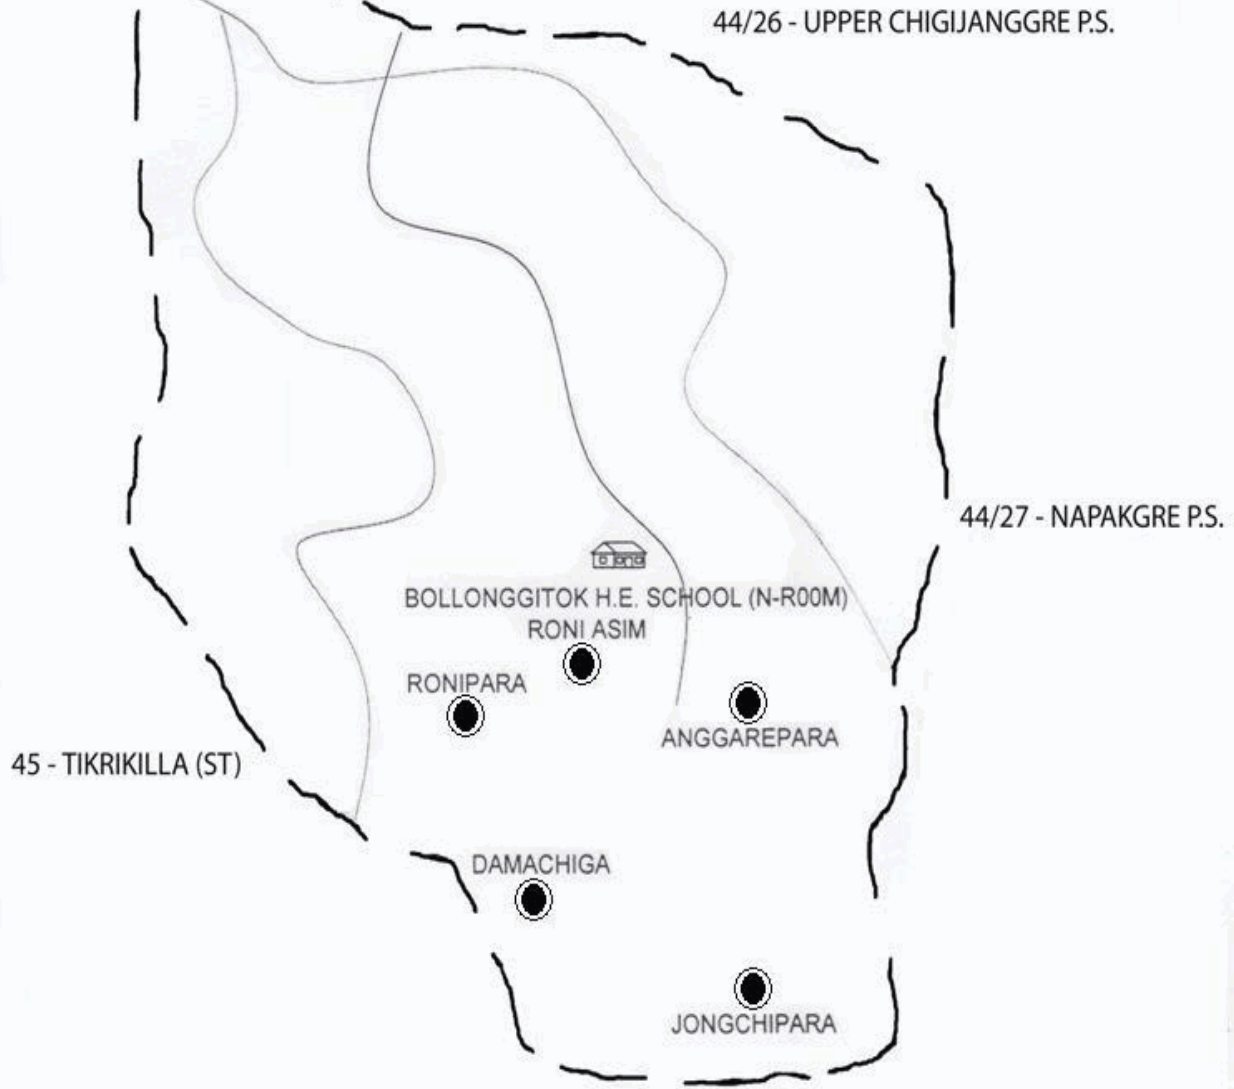 44/26 - UPPER CHIGIJANGGRE P.S.
44/27 - NAPAKGRE P.S.
BOLLONGGITOK H.E. SCHOOL (N-R00M)
RONI ASIM
RONIPARA
ANGGAREPARA
45 - TIKRIKILLA (ST)
DAMACHIGA
JONGCHIPARA